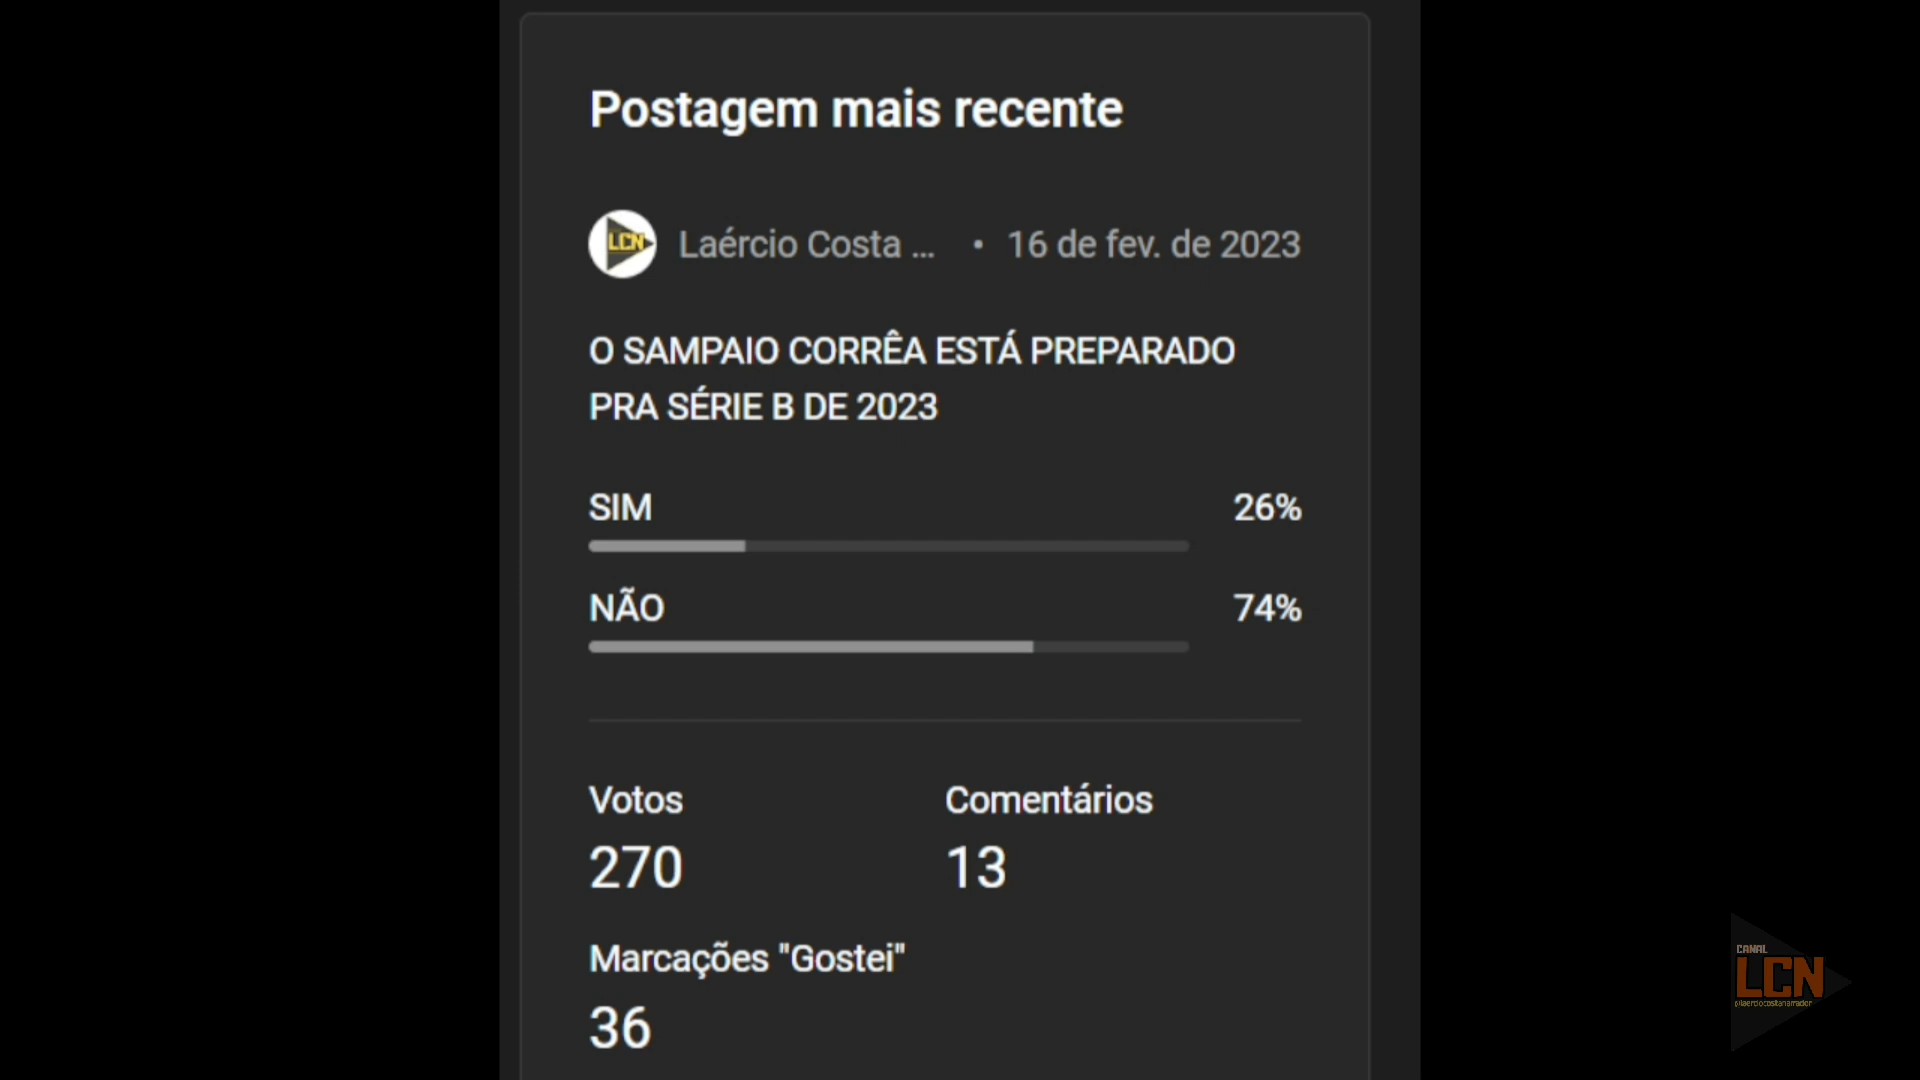 Postagem mais recente
LCN
Laércio Costa ... • 16 de fev. de 2023
O SAMPAIO CORRÊA ESTÁ PREPARADO
PRA SÉRIE B DE 2023
SIM 26%
NÃO 74%
Votos Comentários
270 13
Marcações "Gostei"
36
CANAL
LCN
@laerciocostanarrador